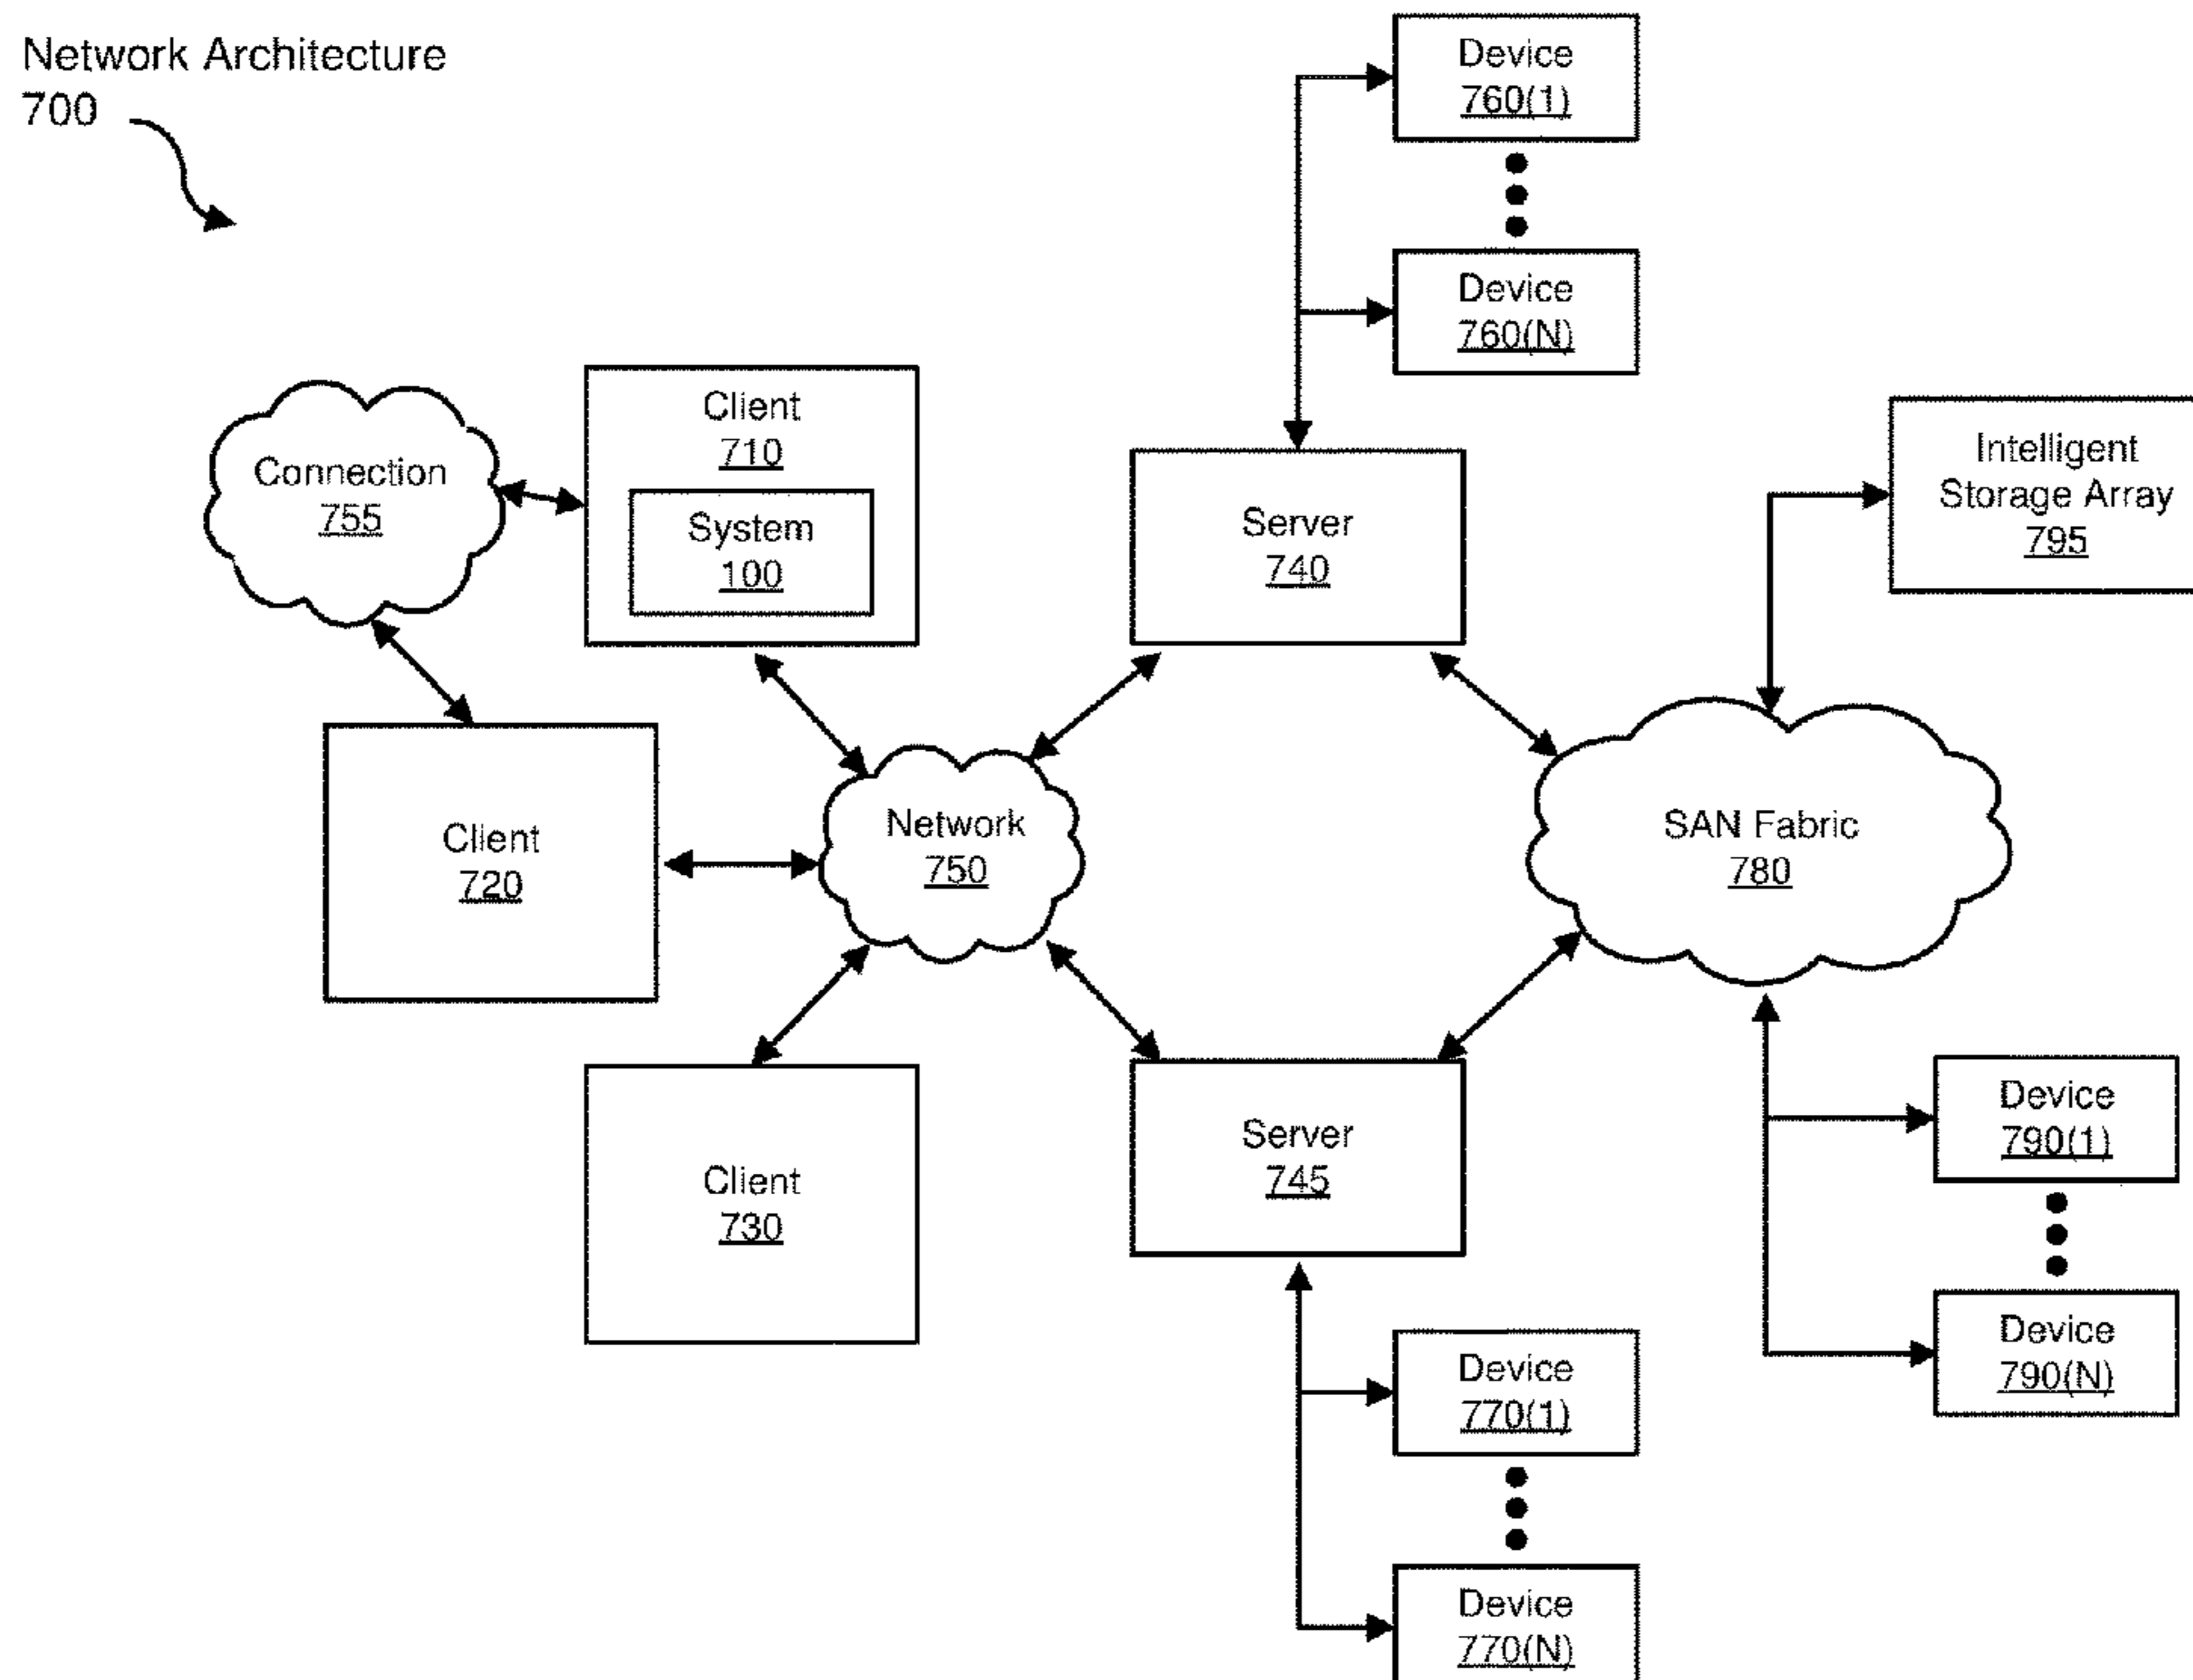 Network Architecture
700
Device
760(1)
Device
760(N)
Connection
755
Client
710
System
100
Server
740
Intelligent
Storage Array
795
Client
720
Network
750
SAN Fabric
780
Client
730
Server
745
Device
790(1)
Device
790(N)
Device
770(1)
Device
770(N)